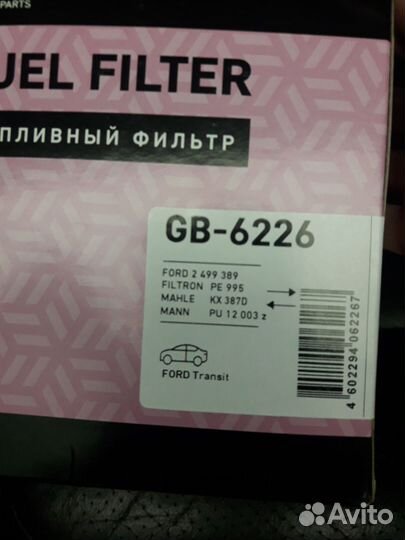 PARTS
UEL FILTER
ПЛИВНЫЙ ФИЛЬТР
GB-6226
FORD 2 499 389
FILTRON PE 995
MAHLE KX 387D
MANN PU 12 003 z
FORD Transit
4 602294 062267
Avito